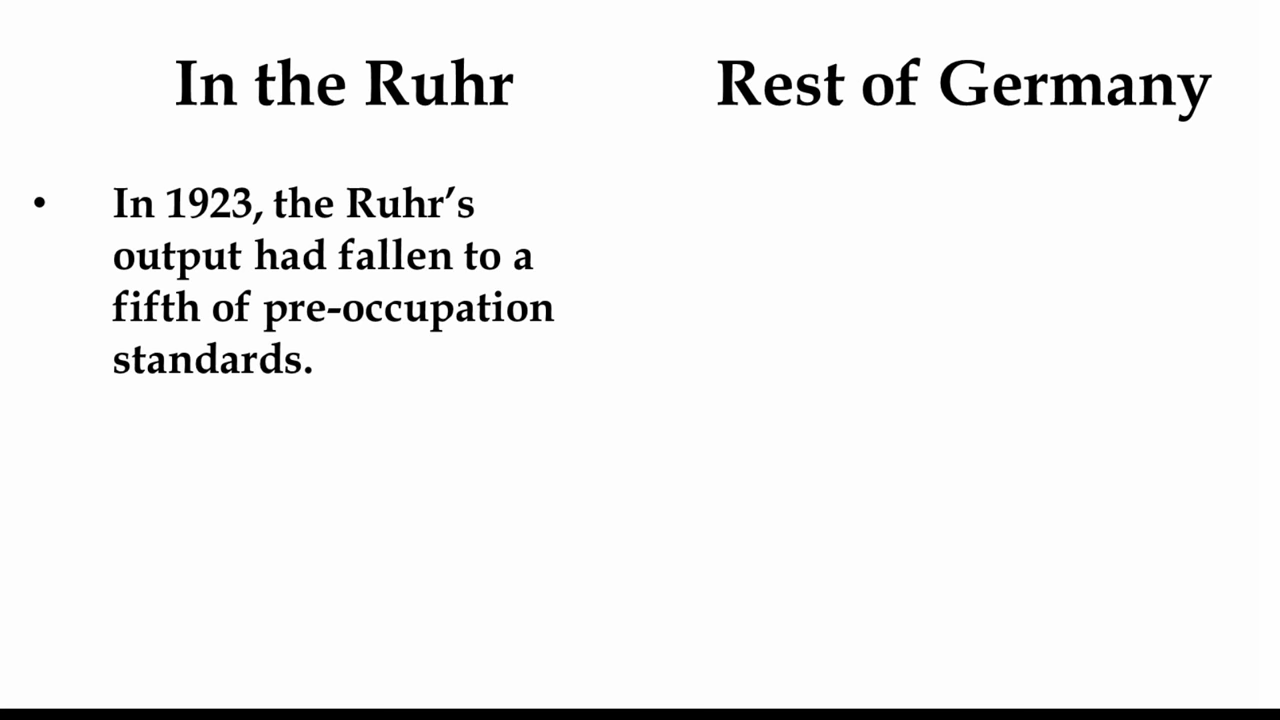 In the Ruhr
Rest of Germany
• In 1923, the Ruhr’s
output had fallen to a
fifth of pre-occupation
standards.